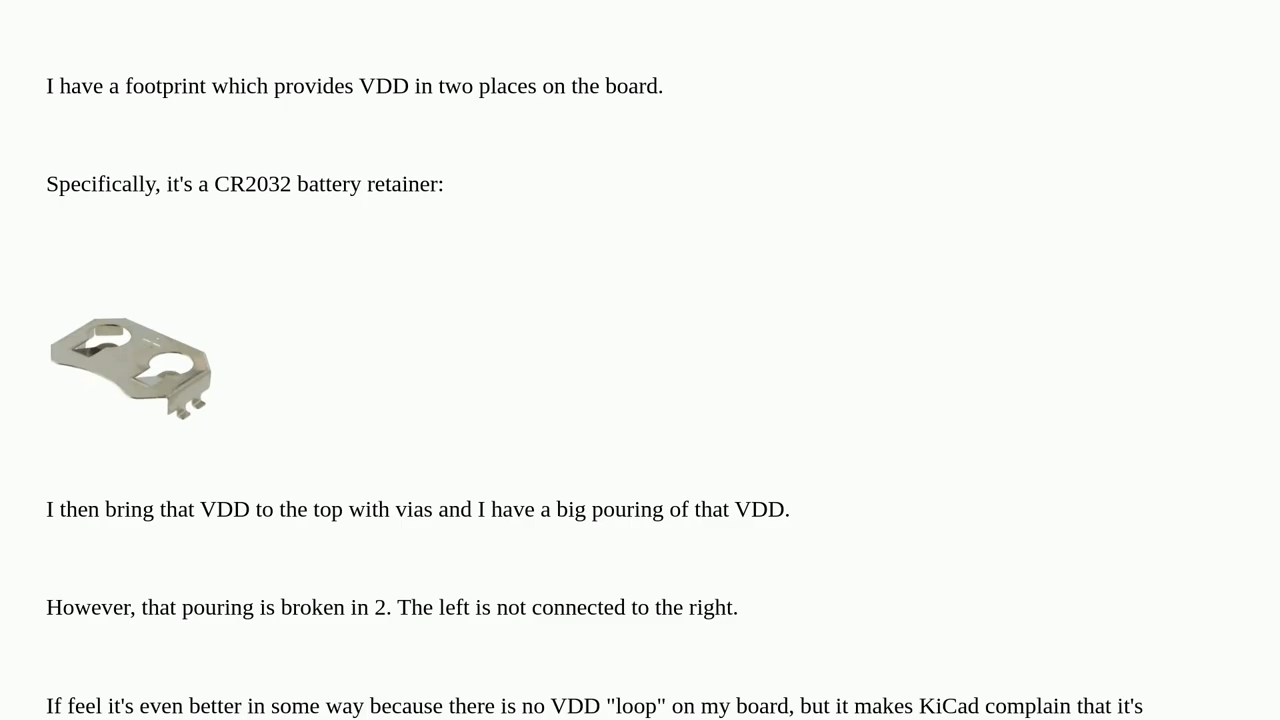 I have a footprint which provides VDD in two places on the board.
Specifically, it's a CR2032 battery retainer:
I then bring that VDD to the top with vias and I have a big pouring of that VDD.
However, that pouring is broken in 2. The left is not connected to the right.
If feel it's even better in some way because there is no VDD "loop" on my board, but it makes KiCad complain that it's